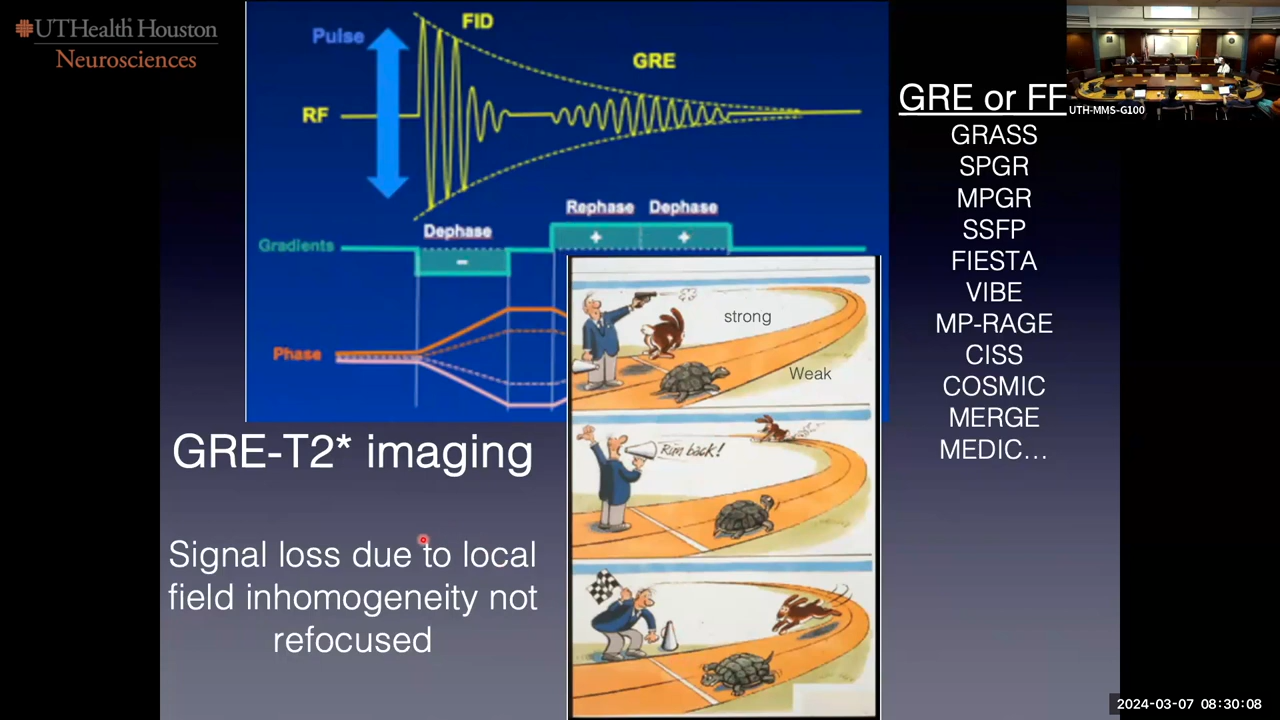 UTHealth Houston
Neurosciences
Pulse
FID
GRE
RF
Rephase
Dephase
Dephase
Gradients
+
+
−
Phase
GRE-T2* imaging
Signal loss due to local
field inhomogeneity not
refocused
strong
Weak
Run back!
GRE or FF
GRASS
SPGR
MPGR
SSFP
FIESTA
VIBE
MP-RAGE
CISS
COSMIC
MERGE
MEDIC...
UTH-MMS-G100
2024-03-07 08:30:08